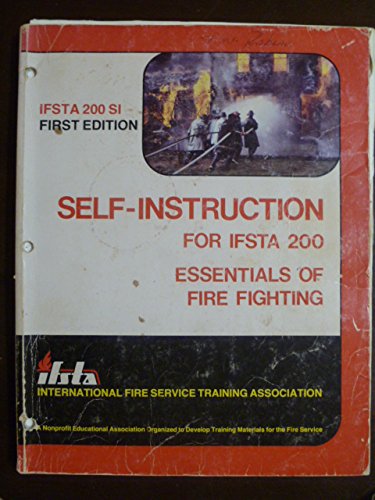 IFSTA 200 SI
FIRST EDITION
SELF-INSTRUCTION
FOR IFSTA 200
ESSENTIALS OF
FIRE FIGHTING
ifsta
INTERNATIONAL FIRE SERVICE TRAINING ASSOCIATION
A Nonprofit Educational Association Organized to Develop Training Materials for the Fire Service